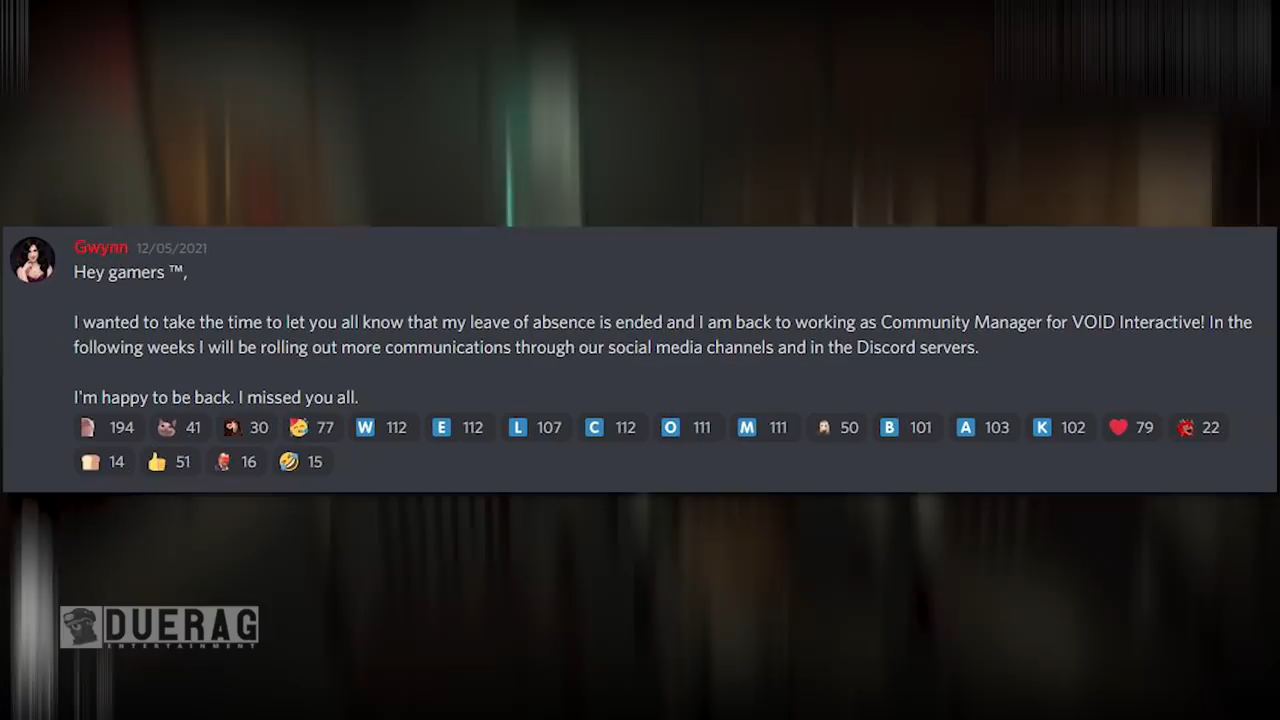 Gwynn 12/05/2021
Hey gamers ™,
I wanted to take the time to let you all know that my leave of absence is ended and I am back to working as Community Manager for VOID Interactive! In the
following weeks I will be rolling out more communications through our social media channels and in the Discord servers.
I'm happy to be back. I missed you all.
194 41 30 77 W 112 E 112 L 107 C 112 O 111 M 111 50 B 101 A 103 K 102 79 22
14 51 16 15
DUERAG
ENTERTAINMENT